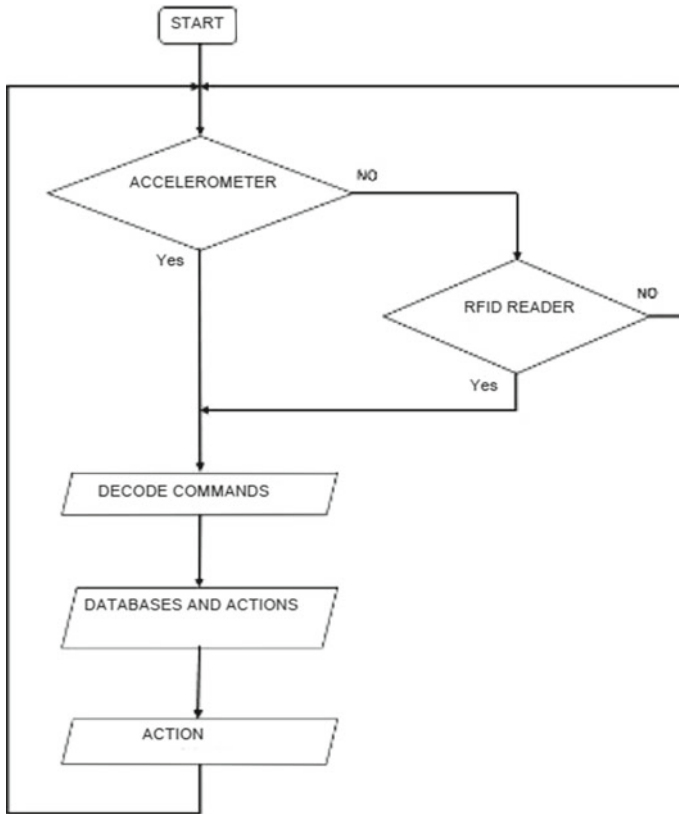 START
ACCELEROMETER
NO
Yes
RFID READER
NO
Yes
DECODE COMMANDS
DATABASES AND ACTIONS
ACTION